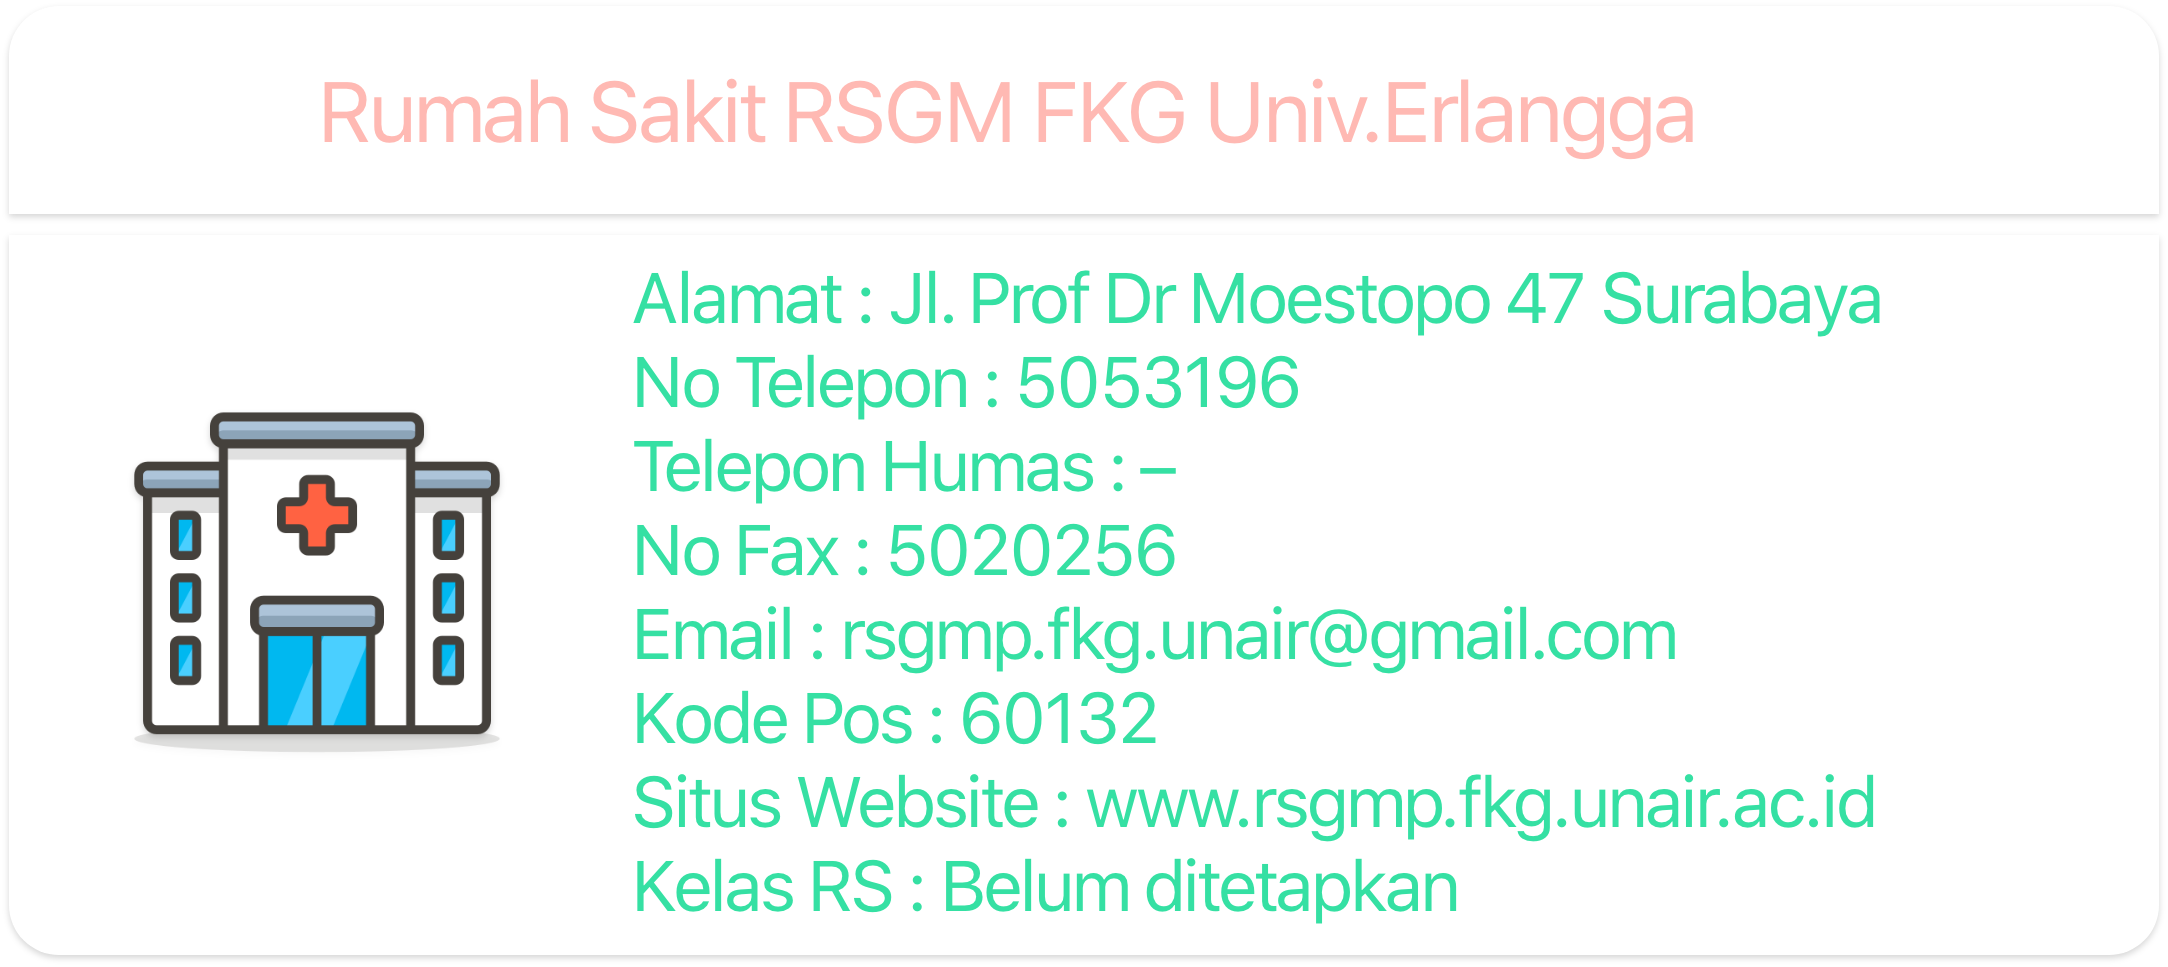 Rumah Sakit RSGM FKG Univ.Erlangga
Alamat : Jl. Prof Dr Moestopo 47 Surabaya
No Telepon : 5053196
Telepon Humas : –
No Fax : 5020256
Email : rsgmp.fkg.unair@gmail.com
Kode Pos : 60132
Situs Website : www.rsgmp.fkg.unair.ac.id
Kelas RS : Belum ditetapkan